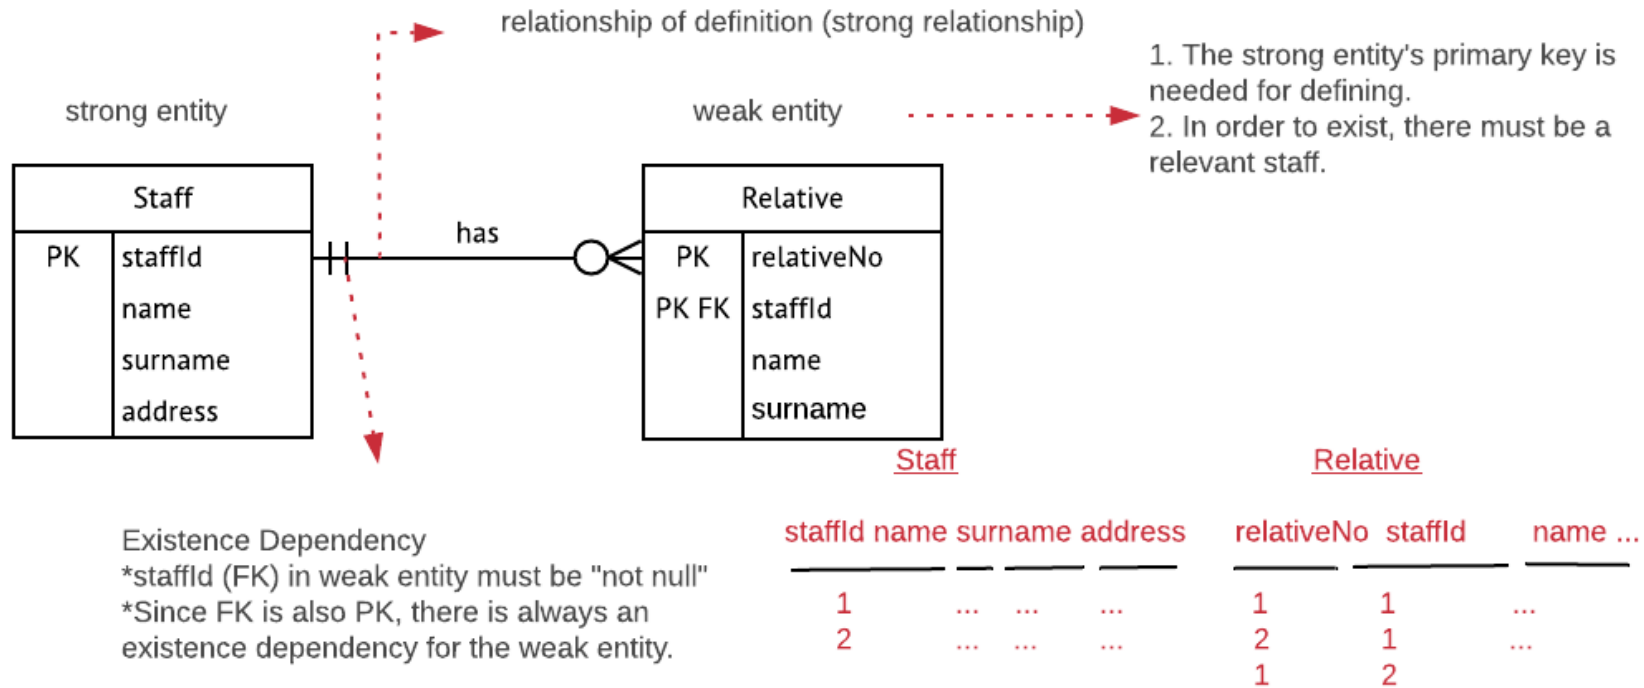 relationship of definition (strong relationship)
1. The strong entity's primary key is
needed for defining.
2. In order to exist, there must be a
relevant staff.
strong entity
weak entity
Staff
PK staffId
name
surname
address
has
Relative
PK relativeNo
PK FK staffId
name
surname
Existence Dependency
*staffId (FK) in weak entity must be "not null"
*Since FK is also PK, there is always an
existence dependency for the weak entity.
Staff
staffId name surname address
1 ... ... ...
2 ... ... ...
Relative
relativeNo staffId name ...
1 1 ...
2 1 ...
1 2